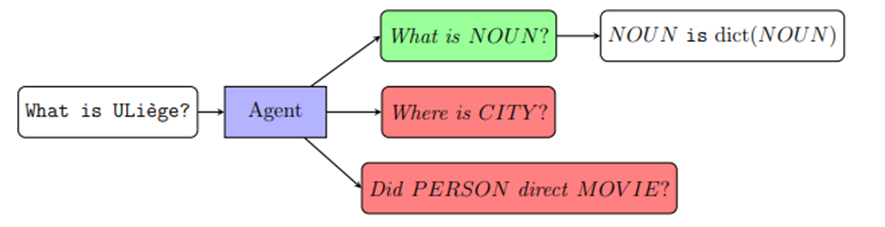 What is NOUN?
NOUN is dict(NOUN)
What is ULiège?
Agent
Where is CITY?
Did PERSON direct MOVIE?